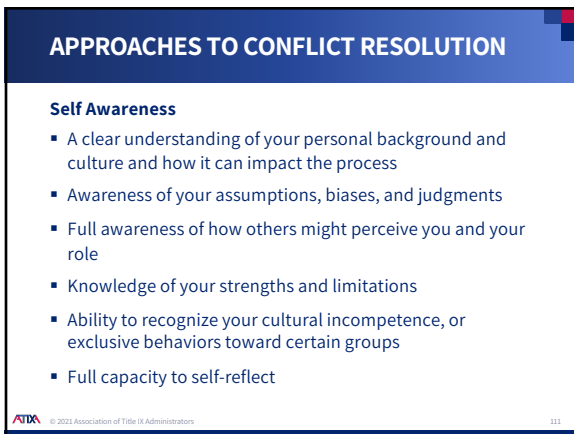 APPROACHES TO CONFLICT RESOLUTION
Self Awareness
▪ A clear understanding of your personal background and
culture and how it can impact the process
▪ Awareness of your assumptions, biases, and judgments
▪ Full awareness of how others might perceive you and your
role
▪ Knowledge of your strengths and limitations
▪ Ability to recognize your cultural incompetence, or
exclusive behaviors toward certain groups
▪ Full capacity to self-reflect
ATIXA © 2021 Association of Title IX Administrators 111